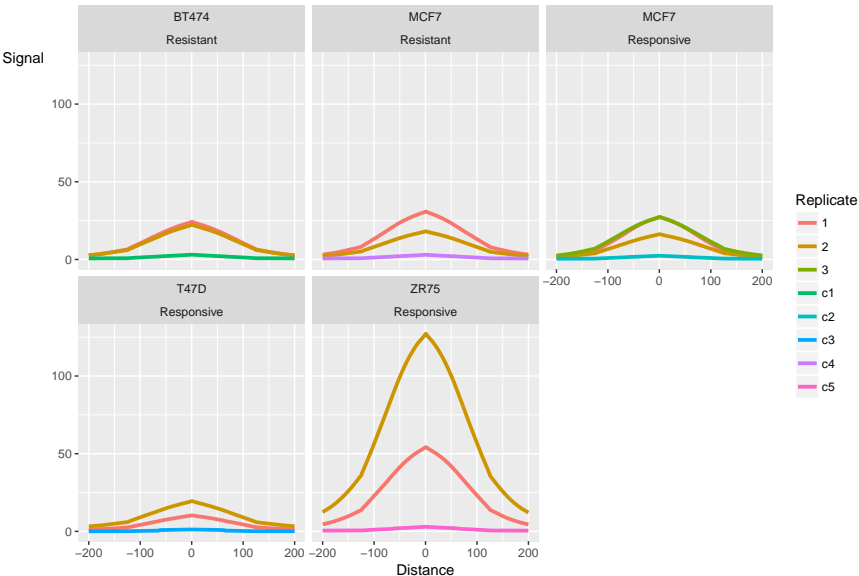 BT474 MCF7 MCF7
Resistant Resistant Responsive
Signal
100
50
0
−200 −100 0 100 200
T47D ZR75
Responsive Responsive
100
50
0
−200 −100 0 100 200 −200 −100 0 100 200
Distance
Replicate
1
2
3
c1
c2
c3
c4
c5